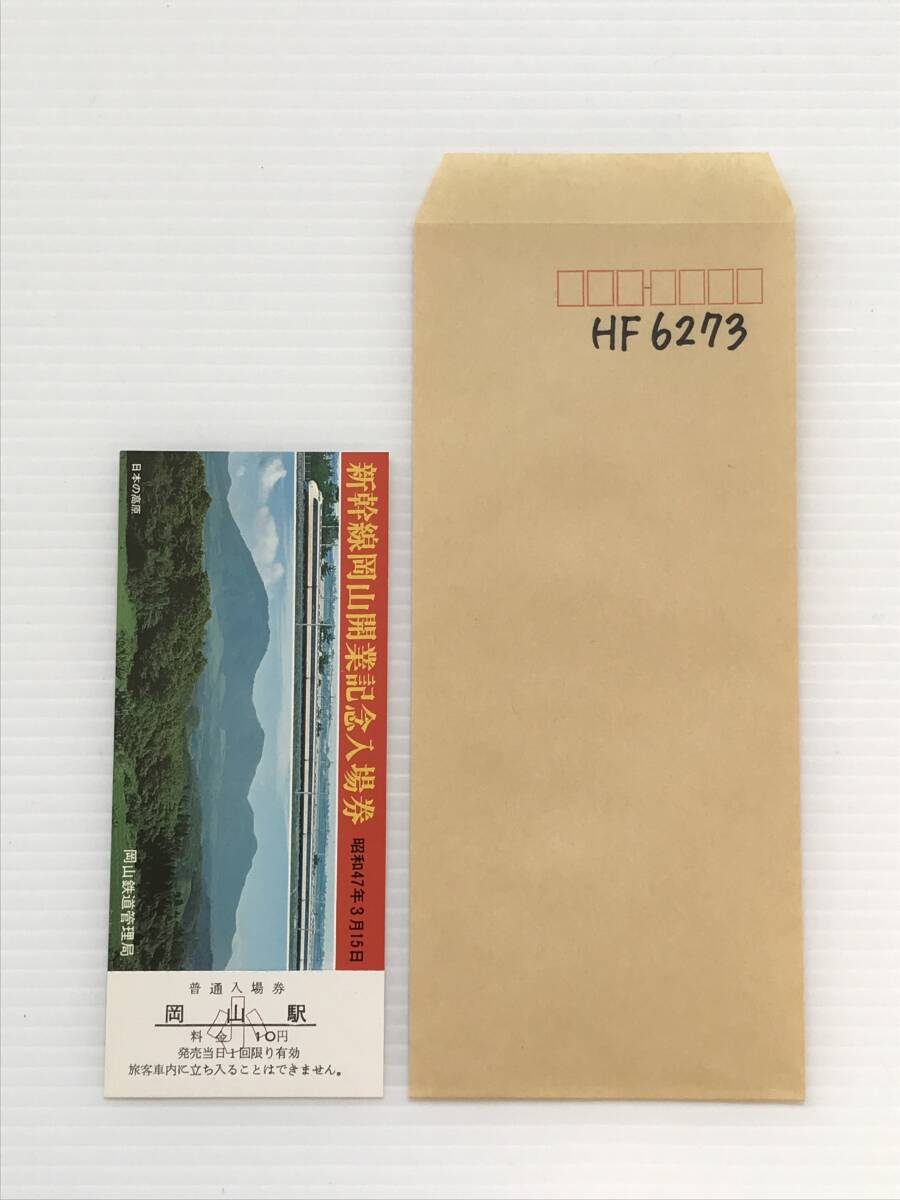 新幹線岡山開業記念入場券 昭和47年3月15日
日本の高原
岡山鉄道管理局
普通入場券
岡山駅
料金 10円
発売当日1回限り有効
旅客車内に立ち入ることはできません。
HF6273